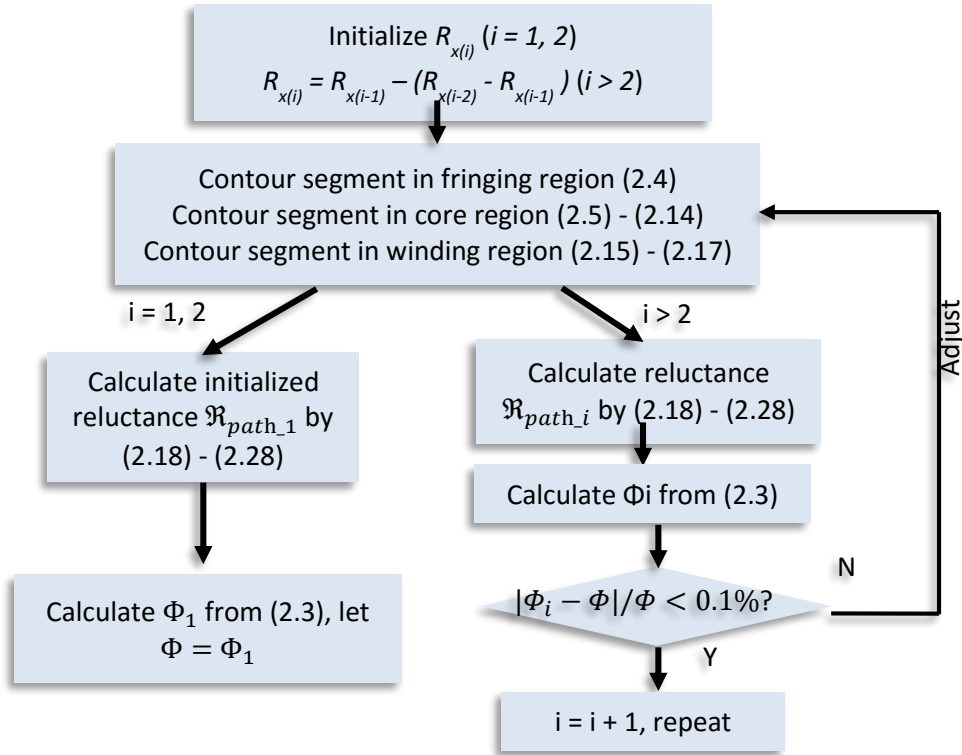 Initialize R_x(i) (i = 1, 2)
R_x(i) = R_x(i-1) – (R_x(i-2) - R_x(i-1) ) (i > 2)
Contour segment in fringing region (2.4)
Contour segment in core region (2.5) - (2.14)
Contour segment in winding region (2.15) - (2.17)
i = 1, 2
i > 2
Adjust
Calculate initialized
reluctance ℜ_path_1 by
(2.18) - (2.28)
Calculate reluctance
ℜ_path_i by (2.18) - (2.28)
Calculate Φi from (2.3)
N
|Φ_i − Φ|/Φ < 0.1%?
Calculate Φ_1 from (2.3), let
Φ = Φ_1
Y
i = i + 1, repeat